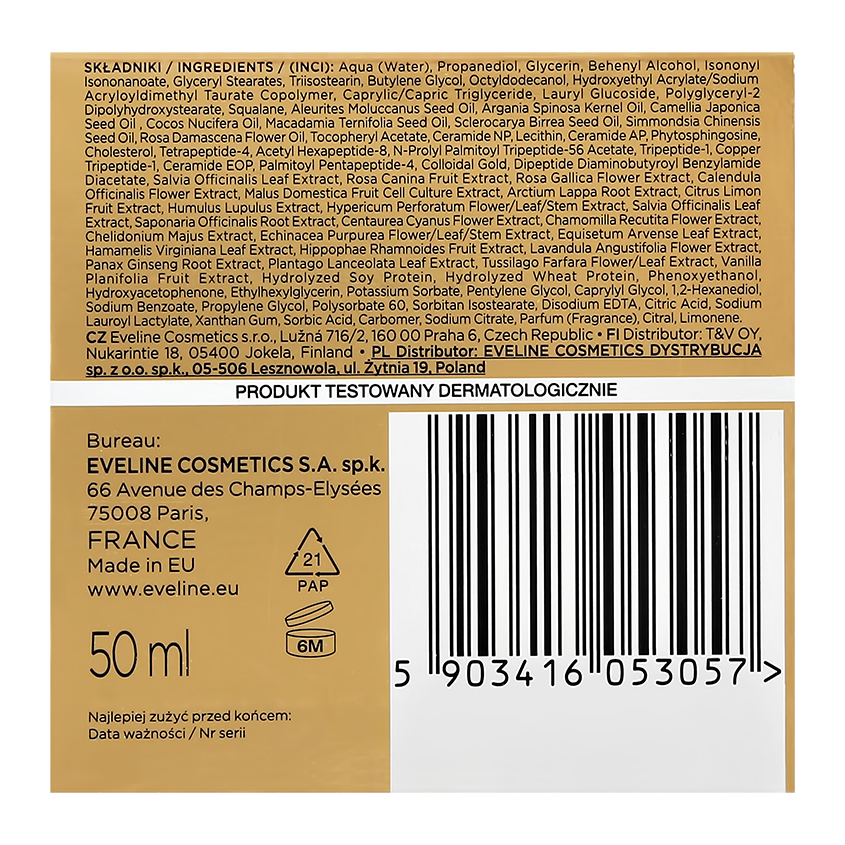 SKŁADNIKI / INGREDIENTS / (INCI): Aqua (Water), Propanediol, Glycerin, Behenyl Alcohol, Isononyl
Isononanoate, Glyceryl Stearates, Triisostearin, Butylene Glycol, Octyldodecanol, Hydroxyethyl Acrylate/Sodium
Acryloyldimethyl Taurate Copolymer, Caprylic/Capric Triglyceride, Lauryl Glucoside, Polyglyceryl-2
Dipolyhydroxystearate, Squalane, Aleurites Moluccanus Seed Oil, Argania Spinosa Kernel Oil, Camellia Japonica
Seed Oil , Cocos Nucifera Oil, Macadamia Ternifolia Seed Oil, Sclerocarya Birrea Seed Oil, Simmondsia Chinensis
Seed Oil, Rosa Damascena Flower Oil, Tocopheryl Acetate, Ceramide NP, Lecithin, Ceramide AP, Phytosphingosine,
Cholesterol, Tetrapeptide-4, Acetyl Hexapeptide-8, N-Prolyl Palmitoyl Tripeptide-56 Acetate, Tripeptide-1, Copper
Tripeptide-1, Ceramide EOP, Palmitoyl Pentapeptide-4, Colloidal Gold, Dipeptide Diaminobutyroyl Benzylamide
Diacetate, Salvia Officinalis Leaf Extract, Rosa Canina Fruit Extract, Rosa Gallica Flower Extract, Calendula
Officinalis Flower Extract, Malus Domestica Fruit Cell Culture Extract, Arctium Lappa Root Extract, Citrus Limon
Fruit Extract, Humulus Lupulus Extract, Hypericum Perforatum Flower/Leaf/Stem Extract, Salvia Officinalis Leaf
Extract, Saponaria Officinalis Root Extract, Centaurea Cyanus Flower Extract, Chamomilla Recutita Flower Extract,
Chelidonium Majus Extract, Echinacea Purpurea Flower/Leaf/Stem Extract, Equisetum Arvense Leaf Extract,
Hamamelis Virginiana Leaf Extract, Hippophae Rhamnoides Fruit Extract, Lavandula Angustifolia Flower Extract,
Panax Ginseng Root Extract, Plantago Lanceolata Leaf Extract, Tussilago Farfara Flower/Leaf Extract, Vanilla
Planifolia Fruit Extract, Hydrolyzed Soy Protein, Hydrolyzed Wheat Protein, Phenoxyethanol,
Hydroxyacetophenone, Ethylhexylglycerin, Potassium Sorbate, Pentylene Glycol, Caprylyl Glycol, 1,2-Hexanediol,
Sodium Benzoate, Propylene Glycol, Polysorbate 60, Sorbitan Isostearate, Disodium EDTA, Citric Acid, Sodium
Lauroyl Lactylate, Xanthan Gum, Sorbic Acid, Carbomer, Sodium Citrate, Parfum (Fragrance), Citral, Limonene.
CZ Eveline Cosmetics s.r.o., Lužná 716/2, 160 00 Praha 6, Czech Republic • FI Distributor: T&V OY,
Nukarintie 18, 05400 Jokela, Finland • PL Distributor: EVELINE COSMETICS DYSTRYBUCJA
sp. z o.o. sp.k., 05-506 Lesznowola, ul. Żytnia 19, Poland
PRODUKT TESTOWANY DERMATOLOGICZNIE
Bureau:
EVELINE COSMETICS S.A. sp.k.
66 Avenue des Champs-Elysées
75008 Paris,
FRANCE
Made in EU
www.eveline.eu
21
PAP
50 ml
6M
Najlepiej zużyć przed końcem:
Data ważności / Nr serii
5 903416 053057 >